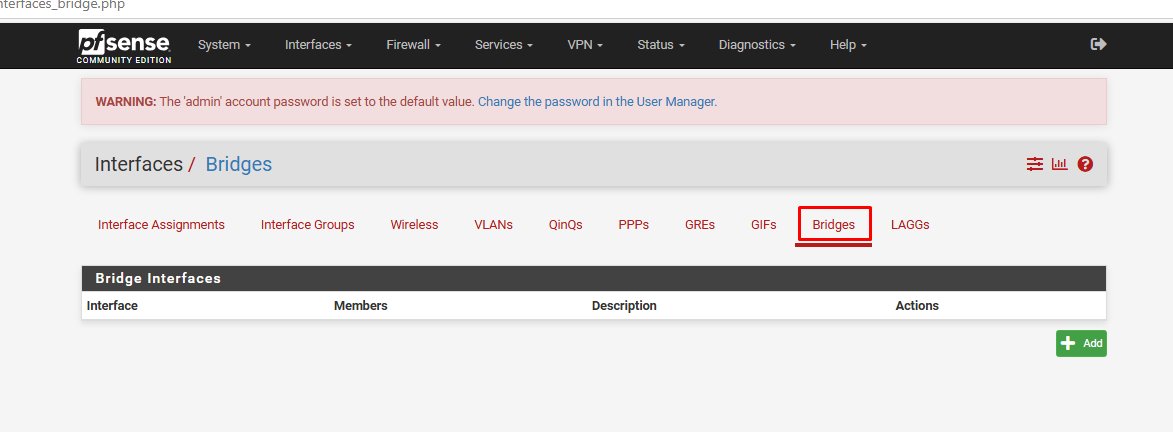 nterfaces_bridge.php
pfsense
COMMUNITY EDITION
System Interfaces Firewall Services VPN Status Diagnostics Help
WARNING: The 'admin' account password is set to the default value. Change the password in the User Manager.
Interfaces / Bridges
Interface Assignments Interface Groups Wireless VLANs QinQs PPPs GREs GIFs Bridges LAGGs
Bridge Interfaces
Interface Members Description Actions
Add